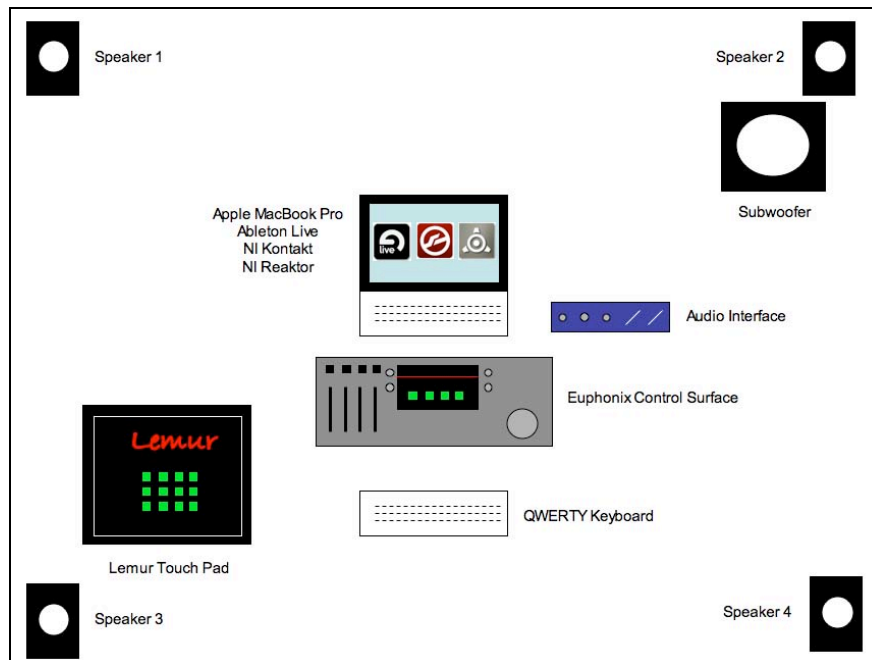 Speaker 1
Speaker 2
Subwoofer
Apple MacBook Pro
Ableton Live
NI Kontakt
NI Reaktor
live
Audio Interface
Euphonix Control Surface
Lemur
QWERTY Keyboard
Lemur Touch Pad
Speaker 3
Speaker 4